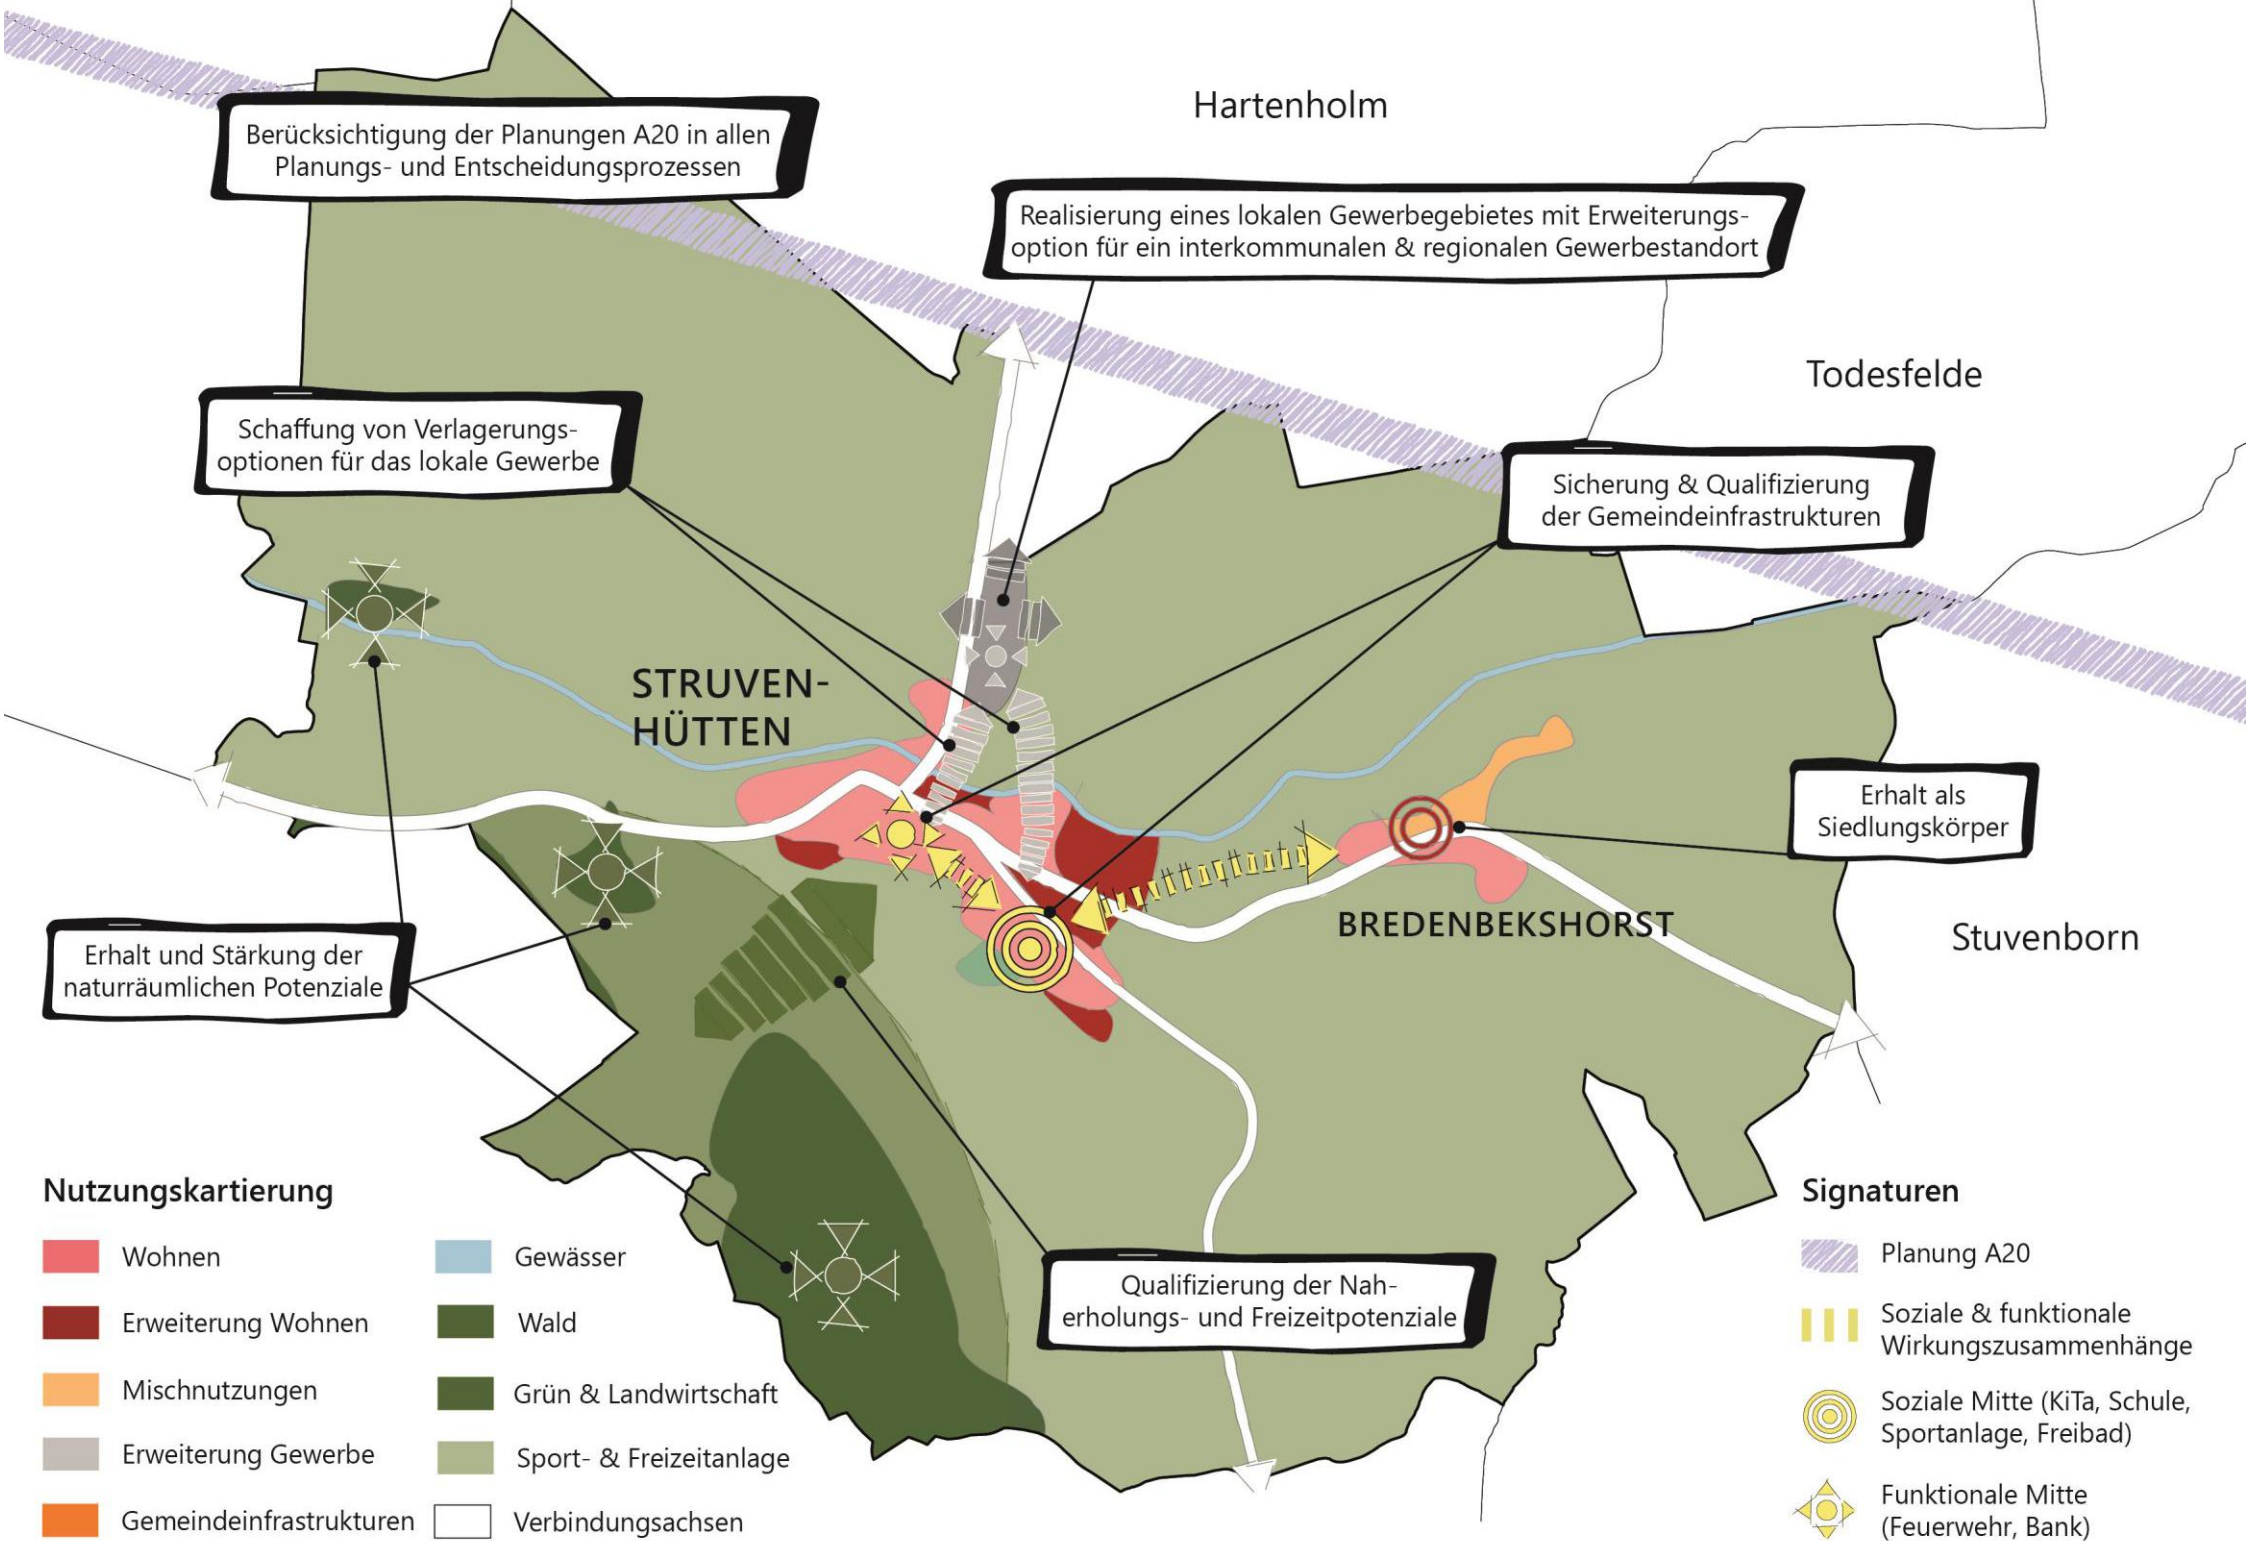 Hartenholm
Berücksichtigung der Planungen A20 in allen
Planungs- und Entscheidungsprozessen
Realisierung eines lokalen Gewerbegebietes mit Erweiterungs-
option für ein interkommunalen & regionalen Gewerbestandort
Todesfelde
Schaffung von Verlagerungs-
optionen für das lokale Gewerbe
Sicherung & Qualifizierung
der Gemeindeinfrastrukturen
STRUVEN-
HÜTTEN
Erhalt als
Siedlungskörper
BREDENBEKSHORST
Stuvenborn
Erhalt und Stärkung der
naturräumlichen Potenziale
Qualifizierung der Nah-
erholungs- und Freizeitpotenziale
Nutzungskartierung
Wohnen
Erweiterung Wohnen
Mischnutzungen
Erweiterung Gewerbe
Gemeindeinfrastrukturen
Gewässer
Wald
Grün & Landwirtschaft
Sport- & Freizeitanlage
Verbindungsachsen
Signaturen
Planung A20
Soziale & funktionale
Wirkungszusammenhänge
Soziale Mitte (KiTa, Schule,
Sportanlage, Freibad)
Funktionale Mitte
(Feuerwehr, Bank)